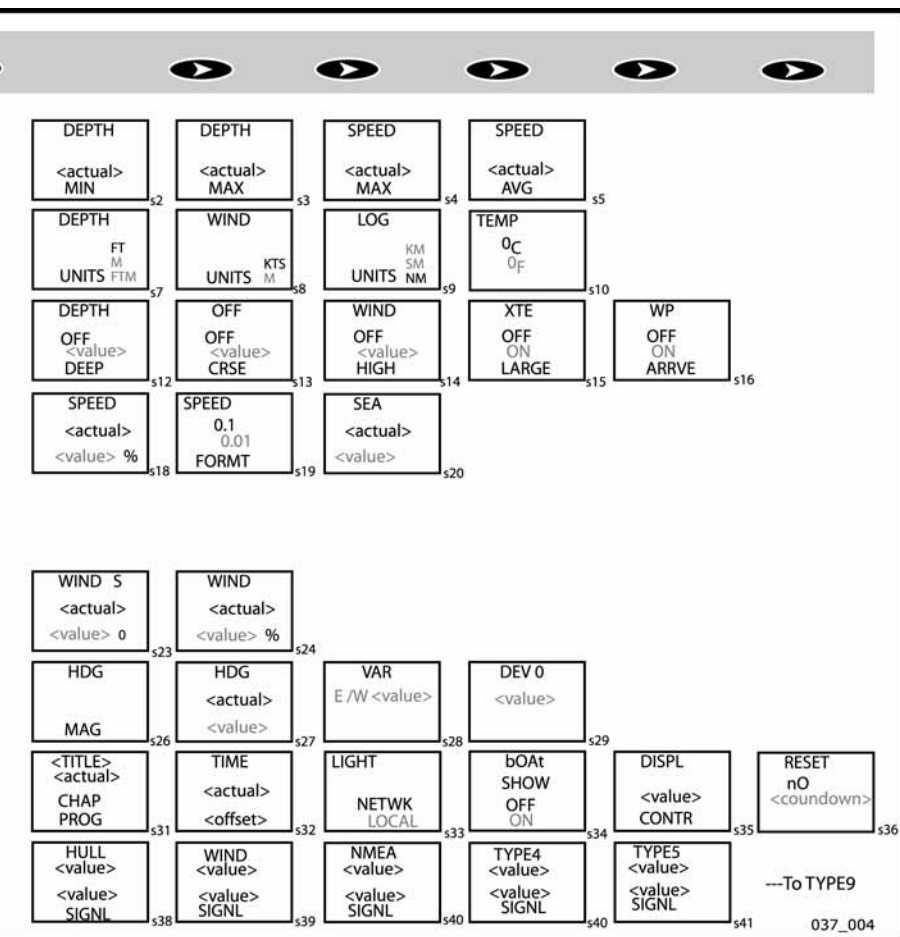 DEPTH
<actual>
MIN
s2
DEPTH
<actual>
MAX
s3
SPEED
<actual>
MAX
s4
SPEED
<actual>
AVG
s5
DEPTH
FT
M
UNITS FTM
s7
WIND
KTS
UNITS M
s8
LOG
KM
SM
UNITS NM
s9
TEMP
0C
0F
s10
DEPTH
OFF
<value>
DEEP
s12
OFF
OFF
<value>
CRSE
s13
WIND
OFF
<value>
HIGH
s14
XTE
OFF
ON
LARGE
s15
WP
OFF
ON
ARRVE
s16
SPEED
<actual>
<value> %
s18
SPEED
0.1
0.01
FORMT
s19
SEA
<actual>
<value>
s20
WIND S
<actual>
<value> 0
s23
WIND
<actual>
<value> %
s24
HDG
MAG
s26
HDG
<actual>
<value>
s27
VAR
E /W <value>
s28
DEV 0
<value>
s29
<TITLE>
<actual>
CHAP
PROG
s31
TIME
<actual>
<offset>
s32
LIGHT
NETWK
LOCAL
s33
bOAt
SHOW
OFF
ON
s34
DISPL
<value>
CONTR
s35
RESET
nO
<coundown>
s36
HULL
<value>
<value>
SIGNL
s38
WIND
<value>
<value>
SIGNL
s39
NMEA
<value>
<value>
SIGNL
s40
TYPE4
<value>
<value>
SIGNL
s40
TYPE5
<value>
<value>
SIGNL
s41
---To TYPE9
037_004